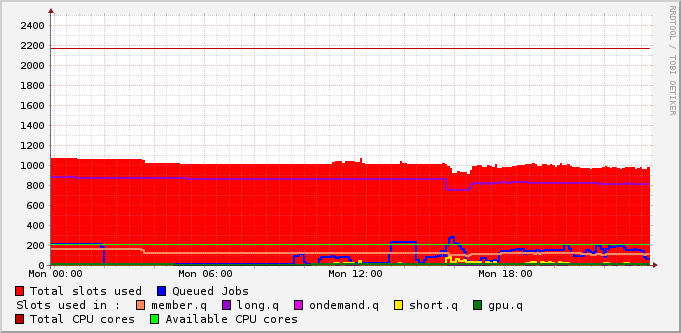 2400
2200
2000
1800
1600
1400
1200
1000
800
600
400
200
0
Mon 00:00 Mon 06:00 Mon 12:00 Mon 18:00
Total slots used Queued Jobs
Slots used in : member.q long.q ondemand.q short.q gpu.q
Total CPU cores Available CPU cores
RRDTOOL / TOBI OETIKER